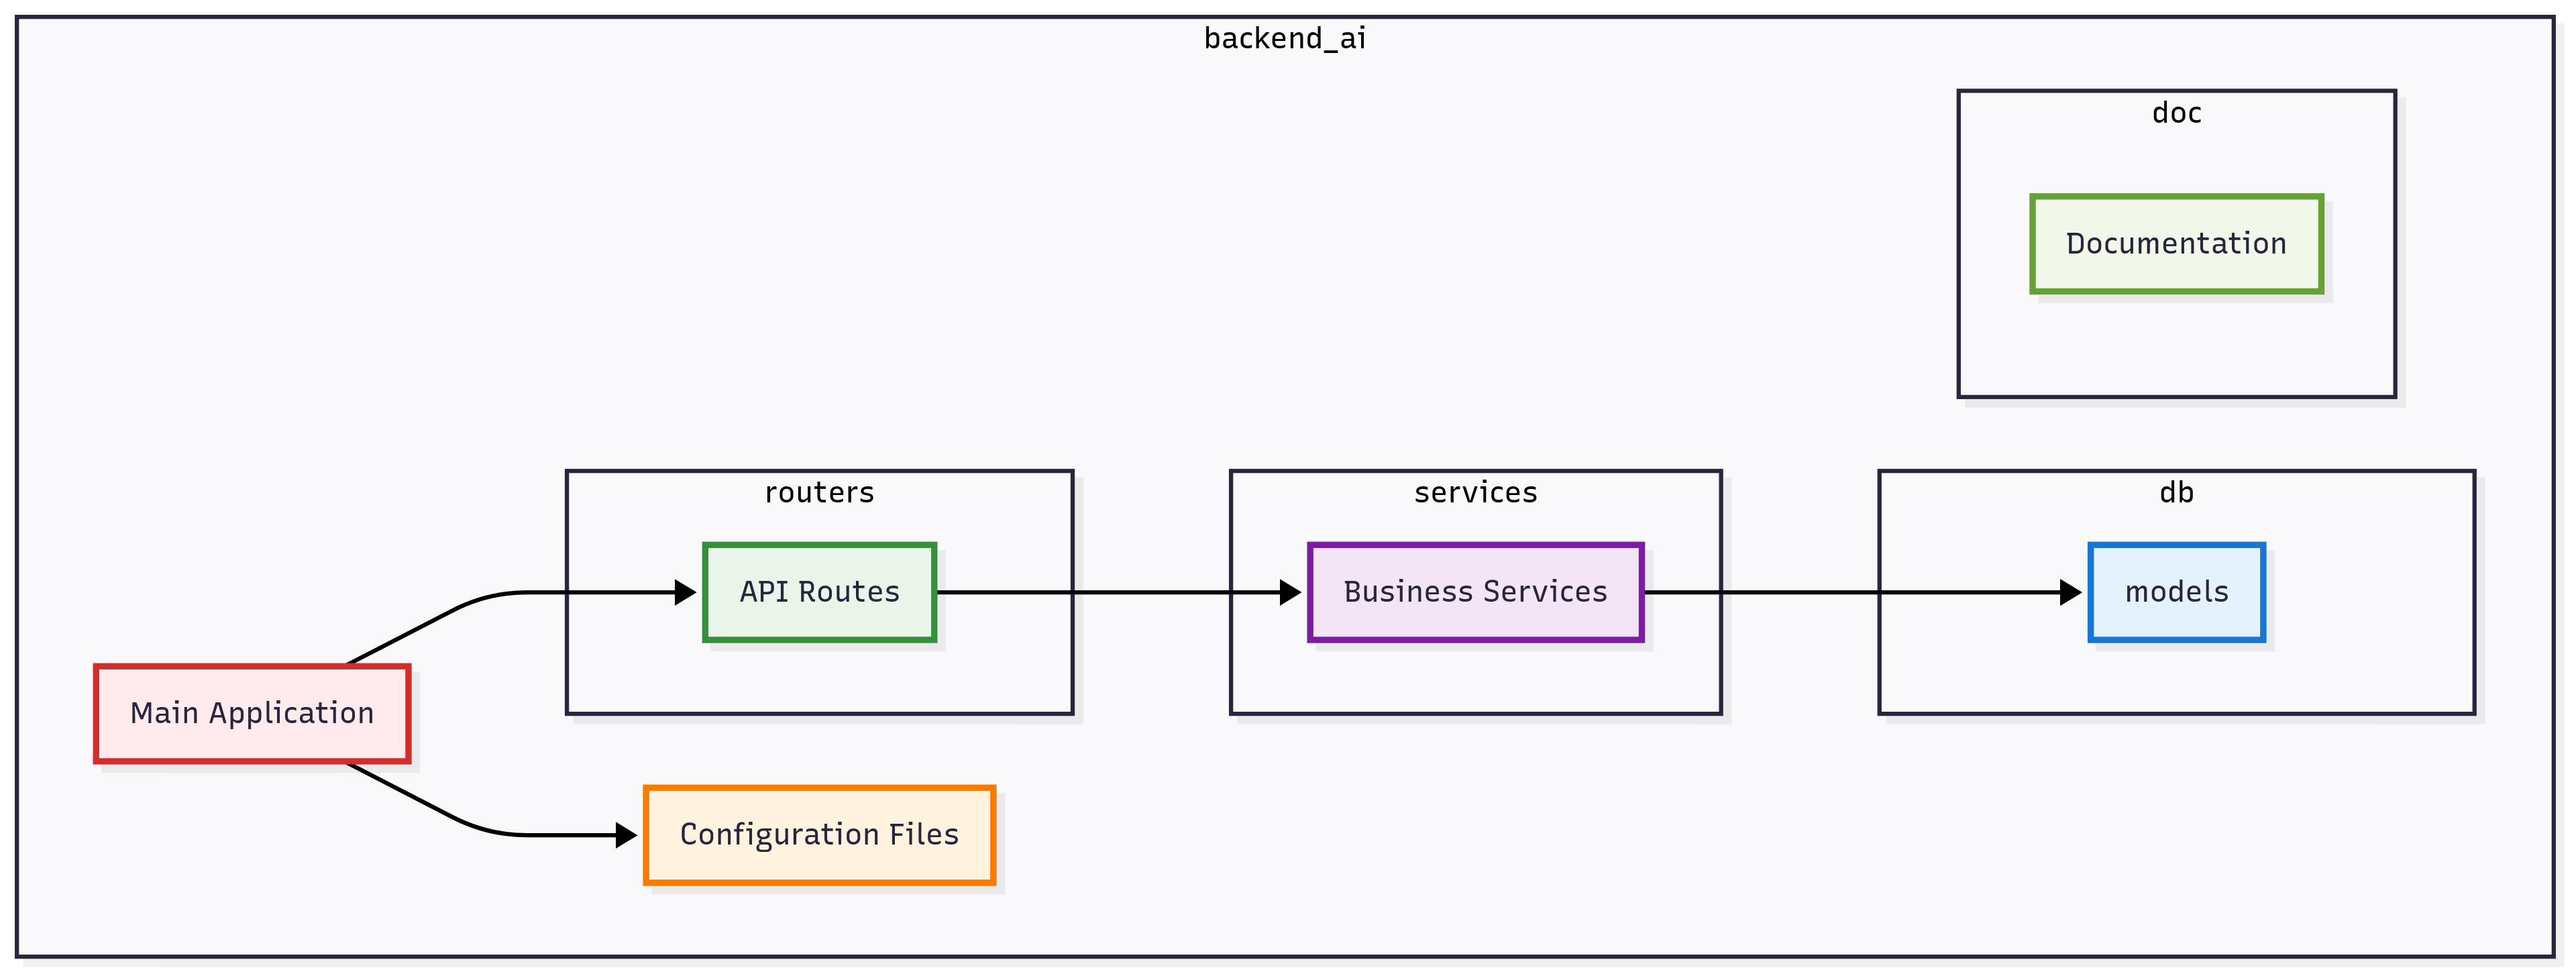 backend_ai
doc
Documentation
routers
services
db
API Routes
Business Services
models
Main Application
Configuration Files